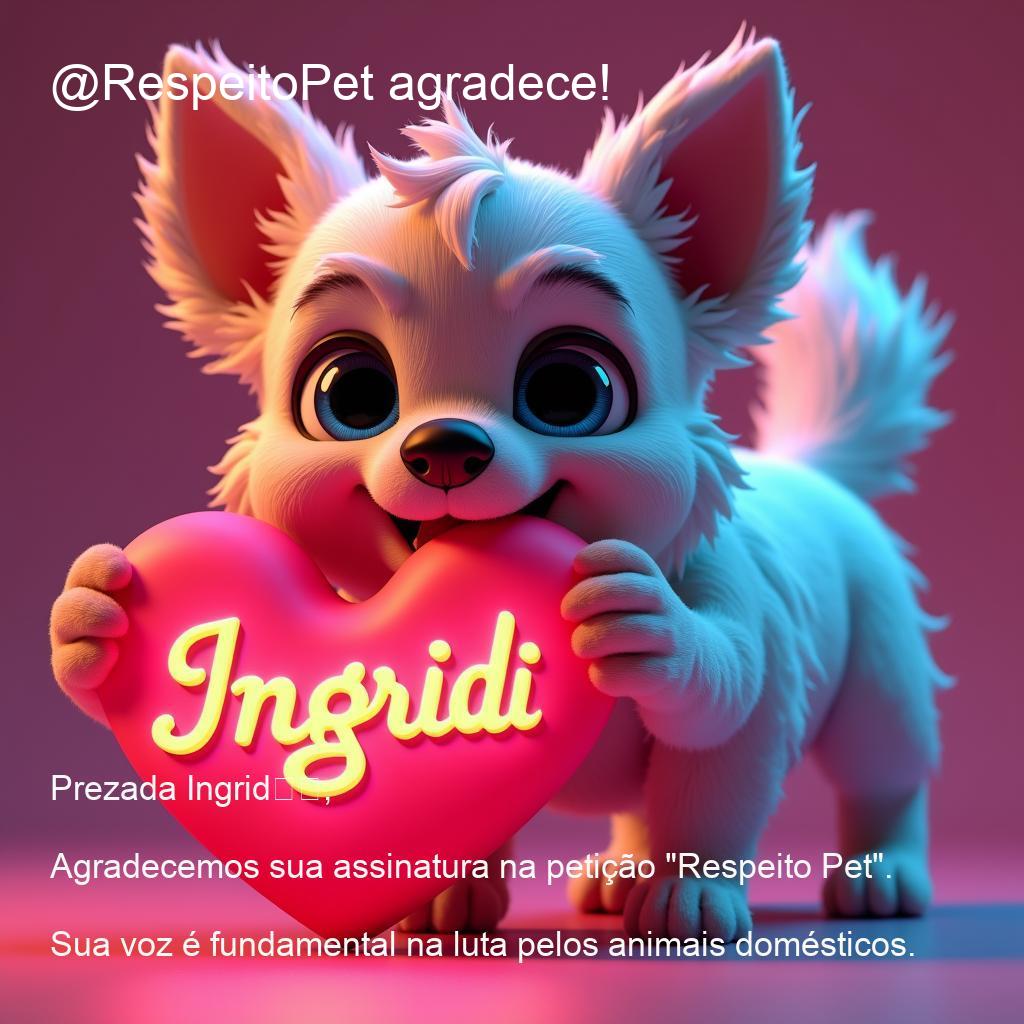 @RespeitoPet agradece!
Ingridi
Prezada Ingrid□□,
Agradecemos sua assinatura na petição "Respeito Pet".
Sua voz é fundamental na luta pelos animais domésticos.